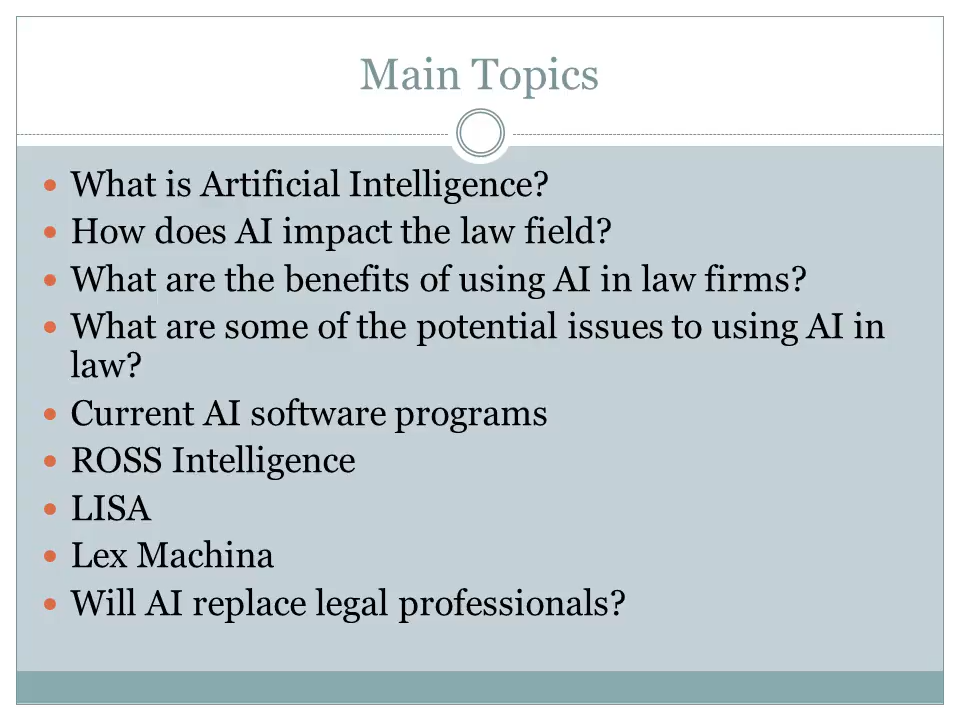 Main Topics
• What is Artificial Intelligence?
• How does AI impact the law field?
• What are the benefits of using AI in law firms?
• What are some of the potential issues to using AI in
law?
• Current AI software programs
• ROSS Intelligence
• LISA
• Lex Machina
• Will AI replace legal professionals?